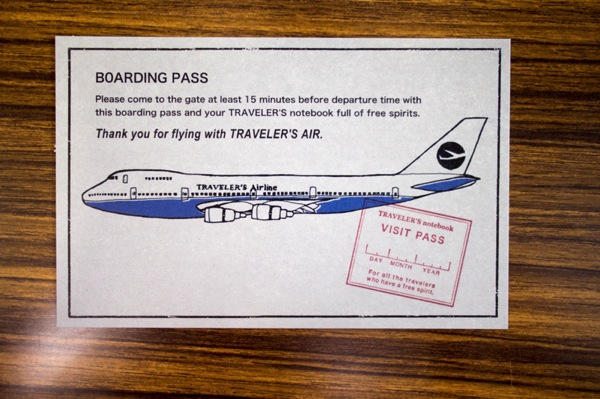 BOARDING PASS
Please come to the gate at least 15 minutes before departure time with
this boarding pass and your TRAVELER'S notebook full of free spirits.
Thank you for flying with TRAVELER'S AIR.
TRAVELER'S Airline
TRAVELER'S notebook
VISIT PASS
DAY MONTH YEAR
For all the travelers
who have a free spirit.